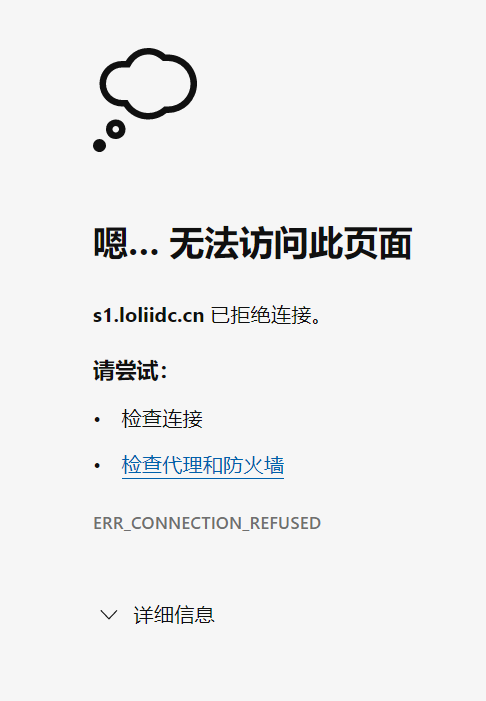 嗯… 无法访问此页面
s1.loliidc.cn 已拒绝连接。
请尝试：
• 检查连接
• 检查代理和防火墙
ERR_CONNECTION_REFUSED
详细信息